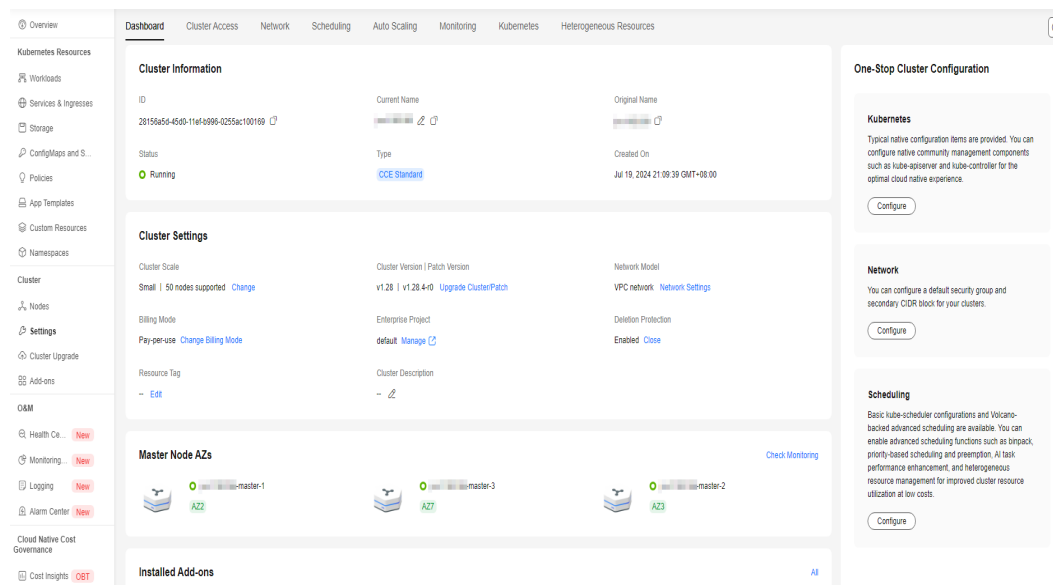 Overview
Kubernetes Resources
Workloads
Services & Ingresses
Storage
ConfigMaps and S...
Policies
App Templates
Custom Resources
Namespaces
Cluster
Nodes
Settings
Cluster Upgrade
Add-ons
O&M
Health Ce... New
Monitoring... New
Logging New
Alarm Center New
Cloud Native Cost
Governance
Cost Insights OBT
Dashboard Cluster Access Network Scheduling Auto Scaling Monitoring Kubernetes Heterogeneous Resources
Cluster Information
ID Current Name Original Name
28156a5d-45d0-11ef-b996-0255ac100169
Status Type Created On
Running CCE Standard Jul 19, 2024 21:09:39 GMT+08:00
Cluster Settings
Cluster Scale Cluster Version | Patch Version Network Model
Small | 50 nodes supported Change v1.28 | v1.28.4-r0 Upgrade Cluster/Patch VPC network Network Settings
Billing Mode Enterprise Project Deletion Protection
Pay-per-use Change Billing Mode default Manage Enabled Close
Resource Tag Cluster Description
-- Edit --
Master Node AZs Check Monitoring
-master-1 -master-3 -master-2
AZ2 AZ7 AZ3
Installed Add-ons All
One-Stop Cluster Configuration
Kubernetes
Typical native configuration items are provided. You can
configure native community management components
such as kube-apiserver and kube-controller for the
optimal cloud native experience.
Configure
Network
You can configure a default security group and
secondary CIDR block for your clusters.
Configure
Scheduling
Basic kube-scheduler configurations and Volcano-
backed advanced scheduling are available. You can
enable advanced scheduling functions such as binpack,
priority-based scheduling and preemption, AI task
performance enhancement, and heterogeneous
resource management for improved cluster resource
utilization at low costs.
Configure